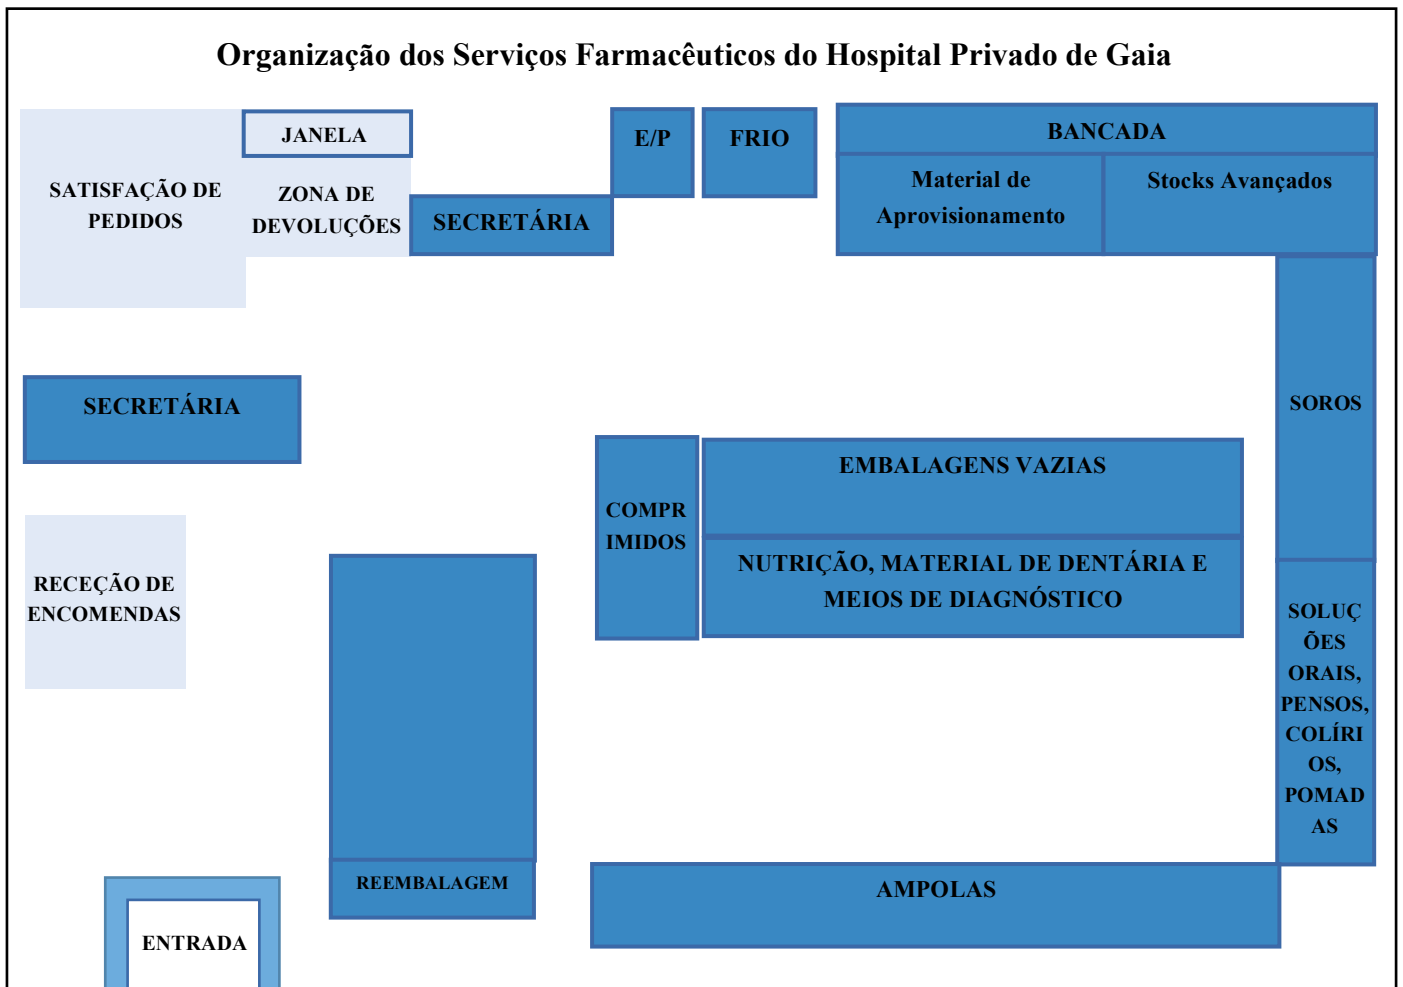 Organização dos Serviços Farmacêuticos do Hospital Privado de Gaia
JANELA
E/P
FRIO
BANCADA
SATISFAÇÃO DE
PEDIDOS
ZONA DE
DEVOLUÇÕES
SECRETÁRIA
Material de
Aprovisionamento
Stocks Avançados
SECRETÁRIA
SOROS
COMPR
IMIDOS
EMBALAGENS VAZIAS
NUTRIÇÃO, MATERIAL DE DENTÁRIA E
MEIOS DE DIAGNÓSTICO
RECEÇÃO DE
ENCOMENDAS
SOLUÇ
ÕES
ORAIS,
PENSOS,
COLÍRI
OS,
POMAD
AS
REEMBALAGEM
AMPOLAS
ENTRADA